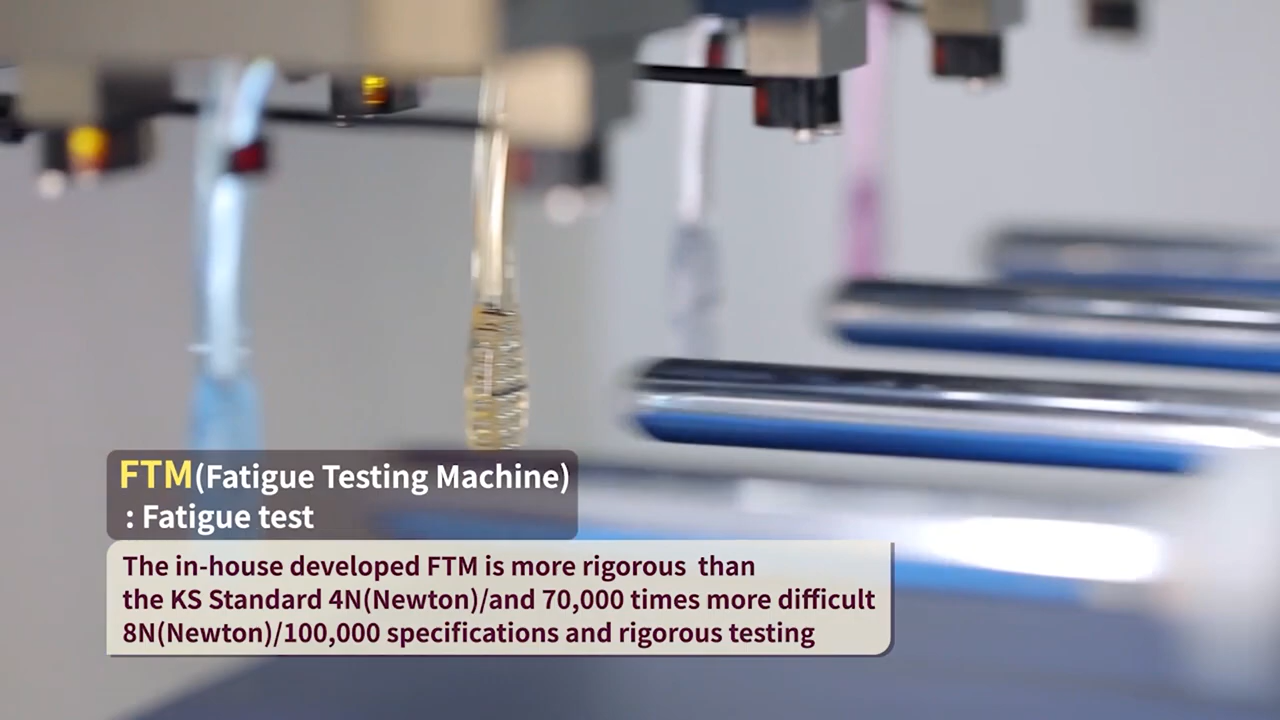 FTM(Fatigue Testing Machine)
: Fatigue test
The in-house developed FTM is more rigorous than
the KS Standard 4N(Newton)/and 70,000 times more difficult
8N(Newton)/100,000 specifications and rigorous testing